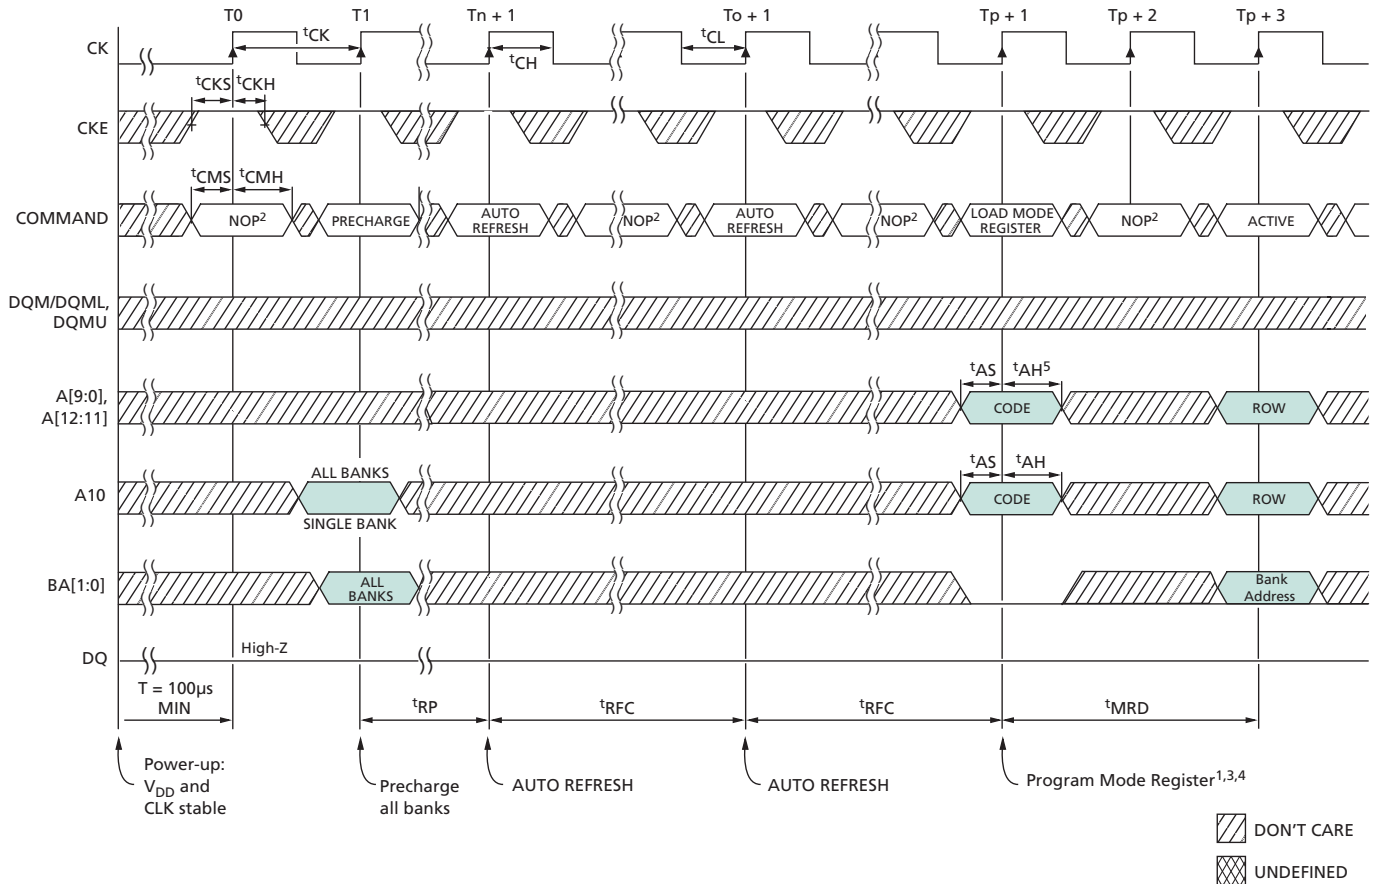 T0 T1 Tn + 1 To + 1 Tp + 1 Tp + 2 Tp + 3
CK
tCK
tCH
tCL
tCKS tCKH
CKE
tCMS tCMH
COMMAND
NOP2
PRECHARGE
AUTO
REFRESH
NOP2
AUTO
REFRESH
NOP2
LOAD MODE
REGISTER
NOP2
ACTIVE
DQM/DQML,
DQMU
tAS tAH5
A[9:0],
A[12:11]
CODE
ROW
tAS tAH
ALL BANKS
A10
SINGLE BANK
CODE
ROW
BA[1:0]
ALL
BANKS
Bank
Address
DQ
High-Z
T = 100µs
MIN
tRP
tRFC
tRFC
tMRD
Power-up:
VDD and
CLK stable
Precharge
all banks
AUTO REFRESH
AUTO REFRESH
Program Mode Register1,3,4
DON'T CARE
UNDEFINED